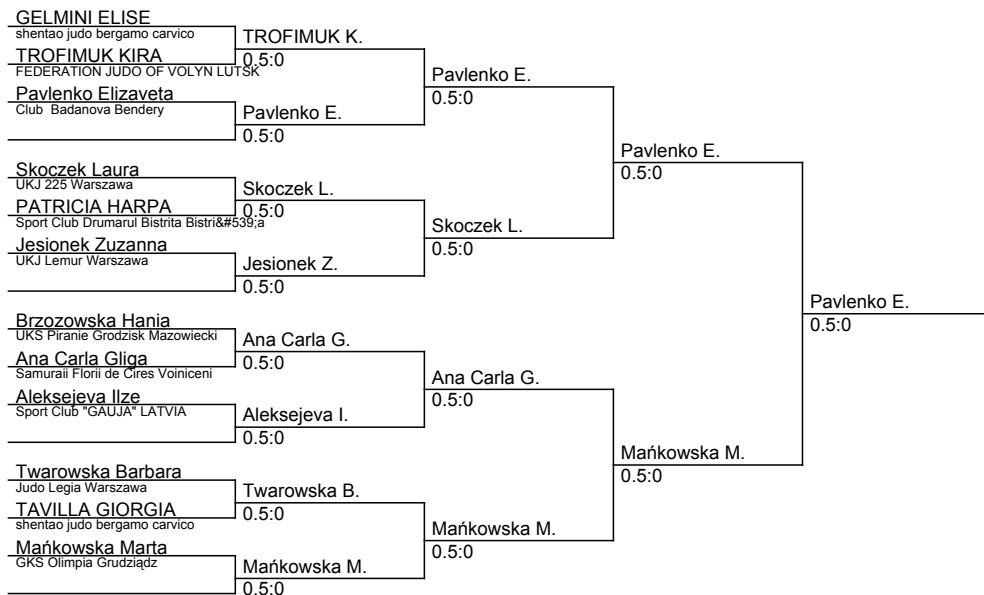 GELMINI ELISE
shentao judo bergamo carvico
TROFIMUK KIRA
FEDERATION JUDO OF VOLYN LUTSK
Pavlenko Elizaveta
Club Badanova Bendery
Skoczek Laura
UKJ 225 Warszawa
PATRICIA HARPA
Sport Club Drumarul Bistrita Bistri&#539;a
Jesionek Zuzanna
UKJ Lemur Warszawa
Brzozowska Hania
UKS Piranie Grodzisk Mazowiecki
Ana Carla Gliga
Samuraii Florii de Cires Voiniceni
Aleksejeva Ilze
Sport Club "GAUJA" LATVIA
Twarowska Barbara
Judo Legia Warszawa
TAVILLA GIORGIA
shentao judo bergamo carvico
Mańkowska Marta
GKS Olimpia Grudziądz
TROFIMUK K.
0.5:0
Pavlenko E.
0.5:0
Skoczek L.
0.5:0
Jesionek Z.
0.5:0
Ana Carla G.
0.5:0
Aleksejeva I.
0.5:0
Twarowska B.
0.5:0
Mańkowska M.
0.5:0
Pavlenko E.
0.5:0
Skoczek L.
0.5:0
Ana Carla G.
0.5:0
Mańkowska M.
0.5:0
Pavlenko E.
0.5:0
Mańkowska M.
0.5:0
Pavlenko E.
0.5:0